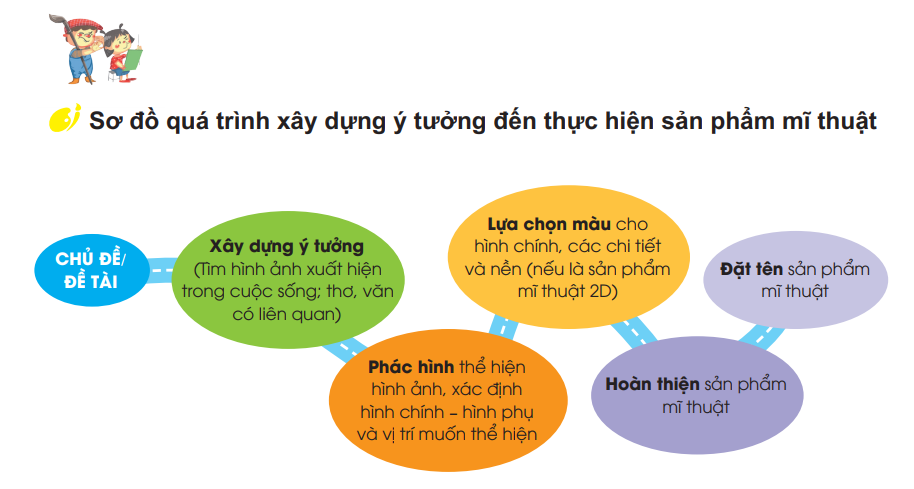 Sơ đồ quá trình xây dựng ý tưởng đến thực hiện sản phẩm mĩ thuật
CHỦ ĐỀ/
ĐỀ TÀI
Xây dựng ý tưởng
(Tìm hình ảnh xuất hiện
trong cuộc sống; thơ, văn
có liên quan)
Phác hình thể hiện
hình ảnh, xác định
hình chính – hình phụ
và vị trí muốn thể hiện
Lựa chọn màu cho
hình chính, các chi tiết
và nền (nếu là sản phẩm
mĩ thuật 2D)
Hoàn thiện sản phẩm
mĩ thuật
Đặt tên sản phẩm
mĩ thuật